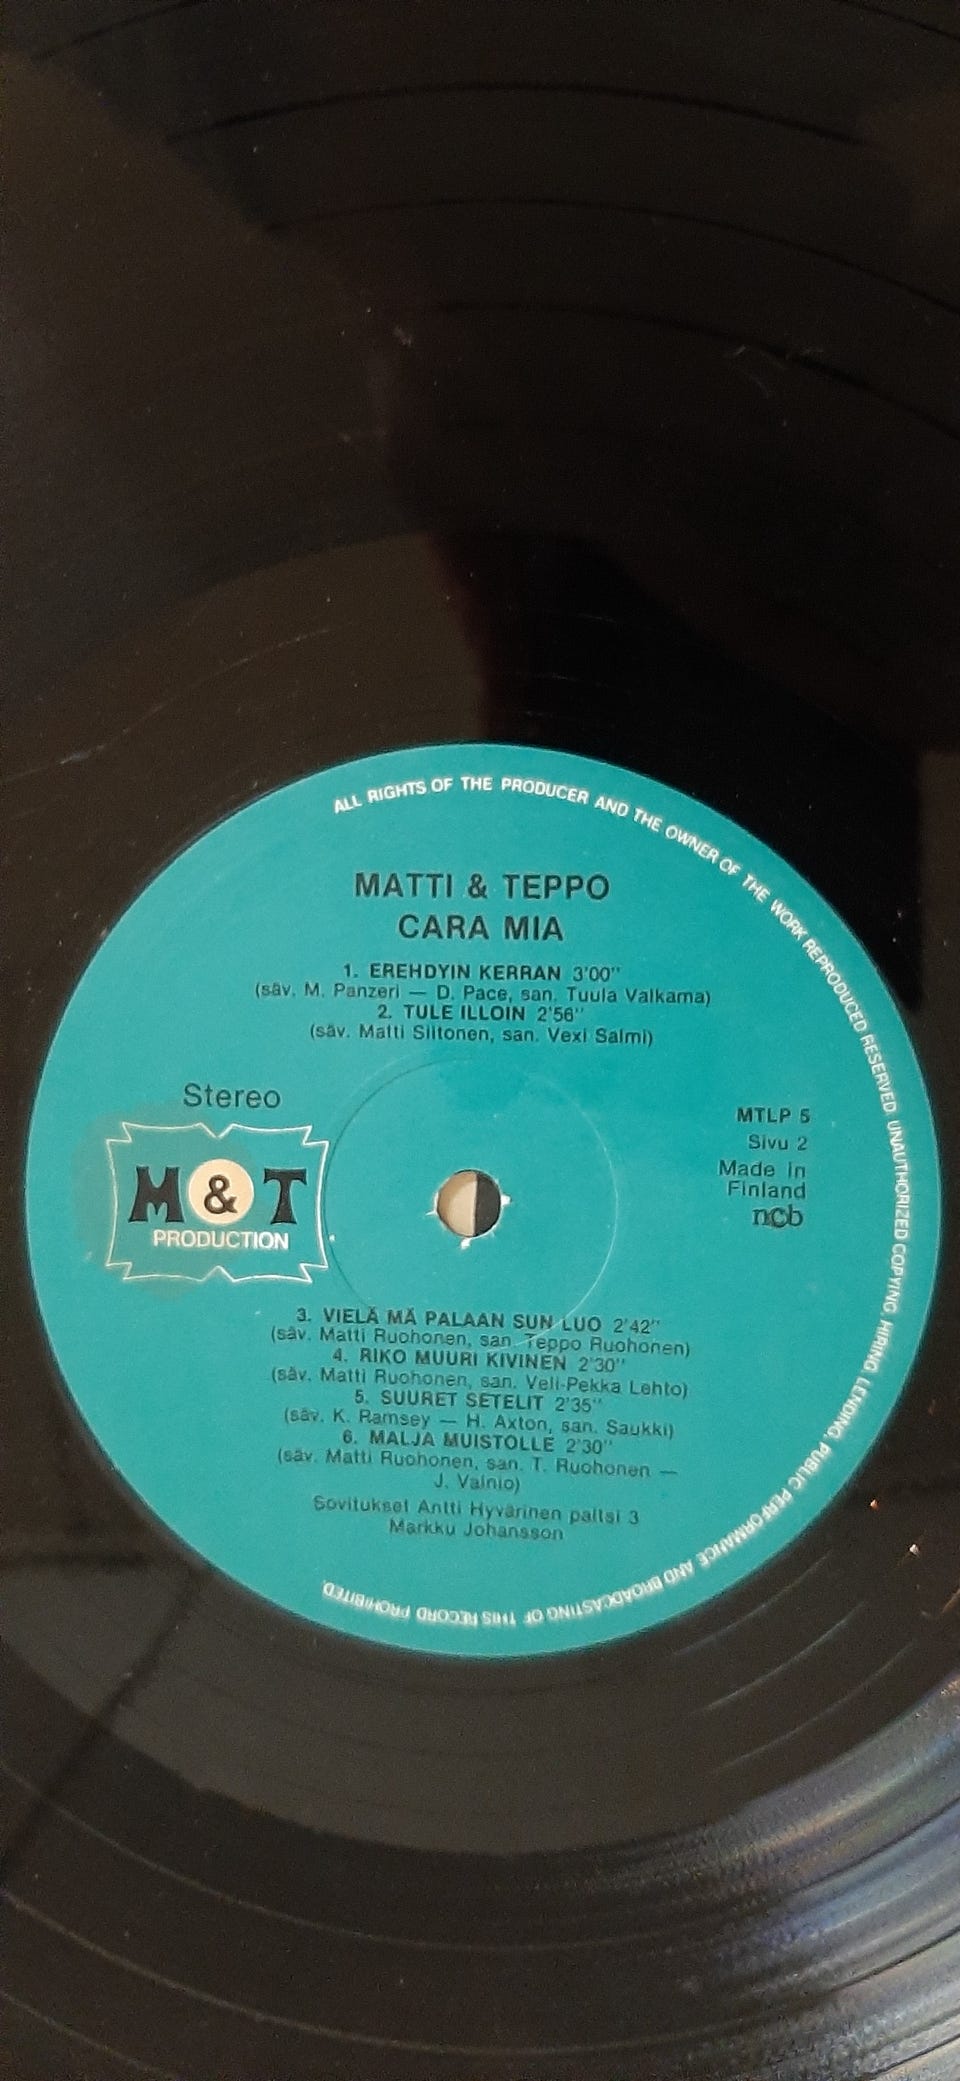 ALL RIGHTS OF THE PRODUCER AND THE OWNER OF THE WORK REPRODUCED RESERVED. UNAUTHORIZED COPYING, HIRING, LENDING, PUBLIC PERFORMANCE AND BROADCASTING OF THIS RECORD PROHIBITED.
MATTI & TEPPO
CARA MIA
1. EREHDYIN KERRAN 3'00"
(säv. M. Panzeri — D. Pace, san. Tuula Valkama)
2. TULE ILLOIN 2'56"
(säv. Matti Siitonen, san. Vexi Salmi)
Stereo
M & T
PRODUCTION
MTLP 5
Sivu 2
Made in
Finland
ncb
3. VIELÄ MÄ PALAAN SUN LUO 2'42"
(säv. Matti Ruohonen, san. Teppo Ruohonen)
4. RIKO MUURI KIVINEN 2'30"
(säv. Matti Ruohonen, san. Veli-Pekka Lehto)
5. SUURET SETELIT 2'35"
(säv. K. Ramsey — H. Axton, san. Saukki)
6. MALJA MUISTOLLE 2'30"
(säv. Matti Ruohonen, san. T. Ruohonen —
J. Vainio)
Sovitukset Antti Hyvärinen paitsi 3
Markku Johansson